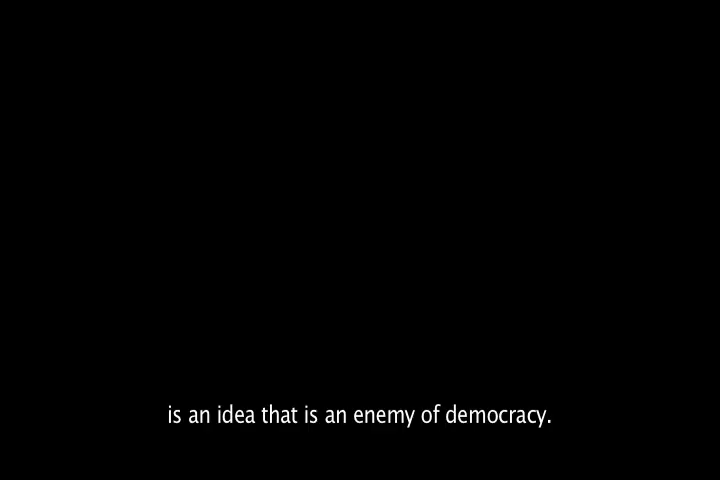 is an idea that is an enemy of democracy.